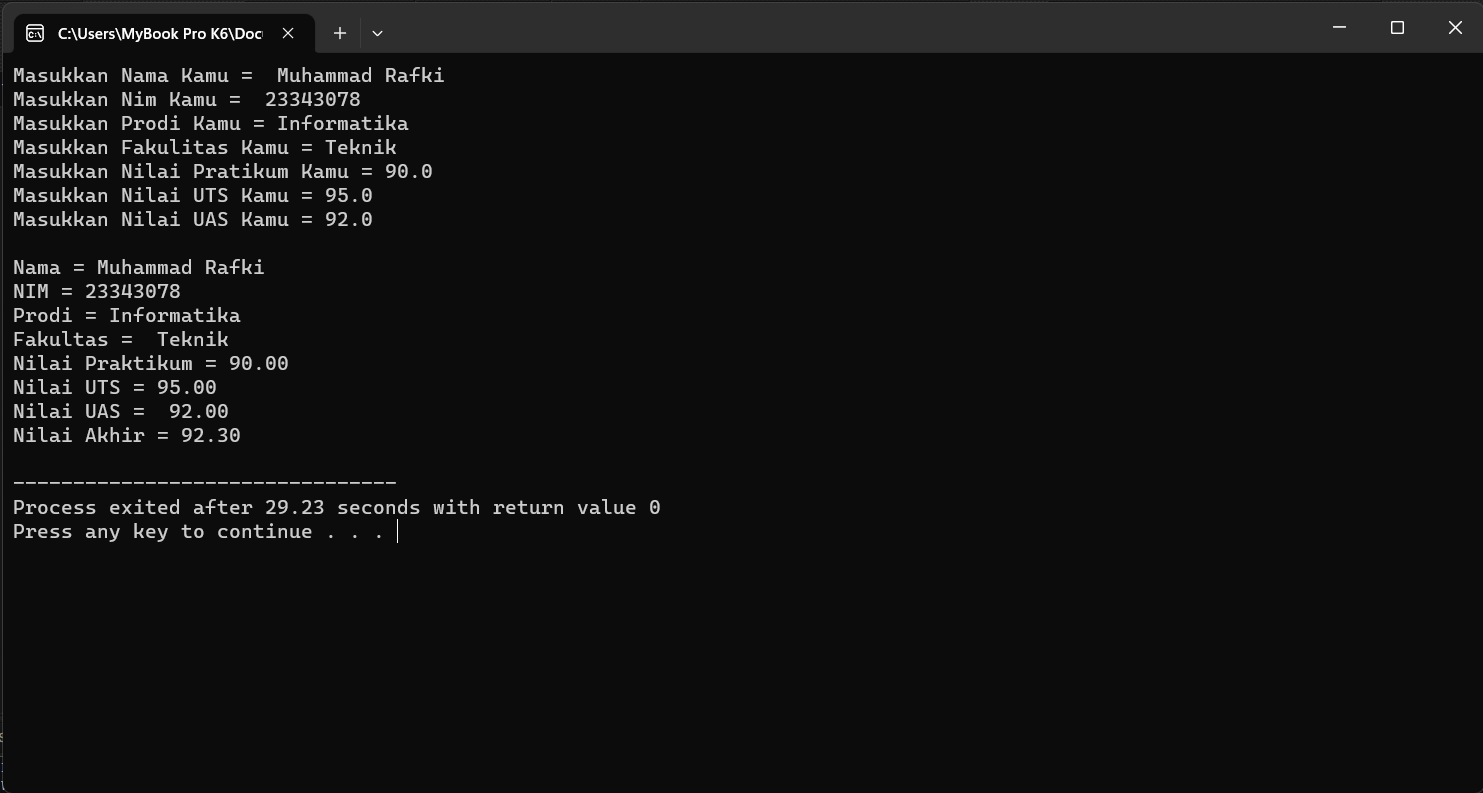 C:\Users\MyBook Pro K6\Doc
Masukkan Nama Kamu =  Muhammad Rafki
Masukkan Nim Kamu =  23343078
Masukkan Prodi Kamu = Informatika
Masukkan Fakulitas Kamu = Teknik
Masukkan Nilai Pratikum Kamu = 90.0
Masukkan Nilai UTS Kamu = 95.0
Masukkan Nilai UAS Kamu = 92.0
Nama = Muhammad Rafki
NIM = 23343078
Prodi = Informatika
Fakultas =  Teknik
Nilai Praktikum = 90.00
Nilai UTS = 95.00
Nilai UAS =  92.00
Nilai Akhir = 92.30
--------------------------------
Process exited after 29.23 seconds with return value 0
Press any key to continue . . .